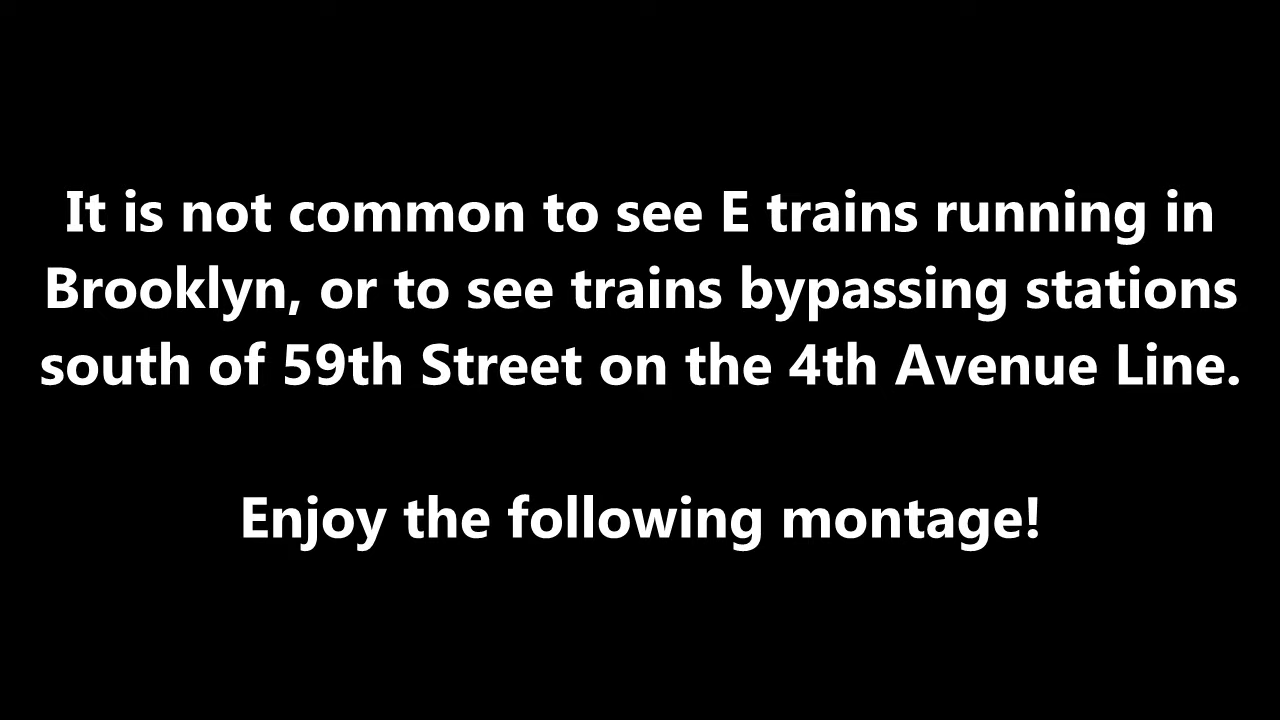 It is not common to see E trains running in
Brooklyn, or to see trains bypassing stations
south of 59th Street on the 4th Avenue Line.
Enjoy the following montage!